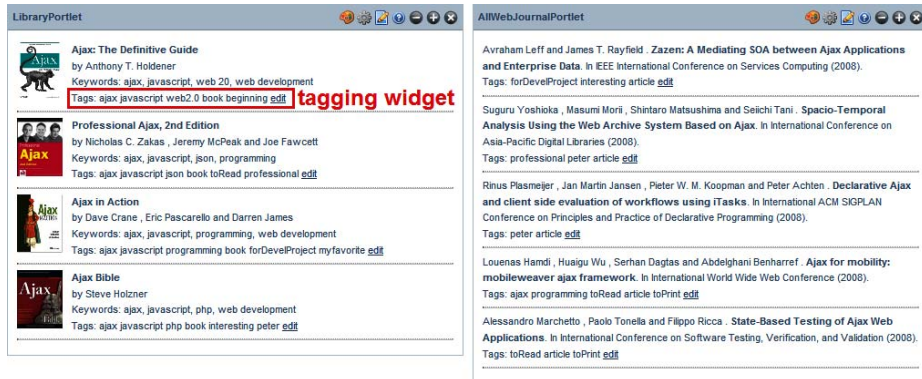 LibraryPortlet
Ajax: The Definitive Guide
by Anthony T. Holdener
Keywords: ajax, javascript, web 20, web development
Tags: ajax javascript web2.0 book beginning edit
tagging widget
Professional Ajax, 2nd Edition
by Nicholas C. Zakas , Jeremy McPeak and Joe Fawcett
Keywords: ajax, javascript, json, programming
Tags: ajax javascript json book toRead professional edit
Ajax in Action
by Dave Crane , Eric Pascarello and Darren James
Keywords: ajax, javascript, programming, web development
Tags: ajax javascript programming book forDevelProject myfavorite edit
Ajax Bible
by Steve Holzner
Keywords: ajax, javascript, php, web development
Tags: ajax javascript php book interesting peter edit
Ajax
Ajax
Ajax
Ajax
AllWebJournalPortlet
Avraham Leff and James T. Rayfield . Zazen: A Mediating SOA between Ajax Applications
and Enterprise Data. In IEEE International Conference on Services Computing (2008).
Tags: forDevelProject interesting article edit
Suguru Yoshioka , Masumi Morii , Shintaro Matsushima and Seiichi Tani . Spacio-Temporal
Analysis Using the Web Archive System Based on Ajax. In International Conference on
Asia-Pacific Digital Libraries (2008).
Tags: professional peter article edit
Rinus Plasmeijer , Jan Martin Jansen , Pieter W. M. Koopman and Peter Achten . Declarative Ajax
and client side evaluation of workflows using iTasks. In International ACM SIGPLAN
Conference on Principles and Practice of Declarative Programming (2008).
Tags: peter article edit
Louenas Hamdi , Huaigu Wu , Serhan Dagtas and Abdelghani Benharref . Ajax for mobility:
mobileweaver ajax framework. In International World Wide Web Conference (2008).
Tags: ajax programming toRead article toPrint edit
Alessandro Marchetto , Paolo Tonella and Filippo Ricca . State-Based Testing of Ajax Web
Applications. In International Conference on Software Testing, Verification, and Validation (2008).
Tags: toRead article toPrint edit